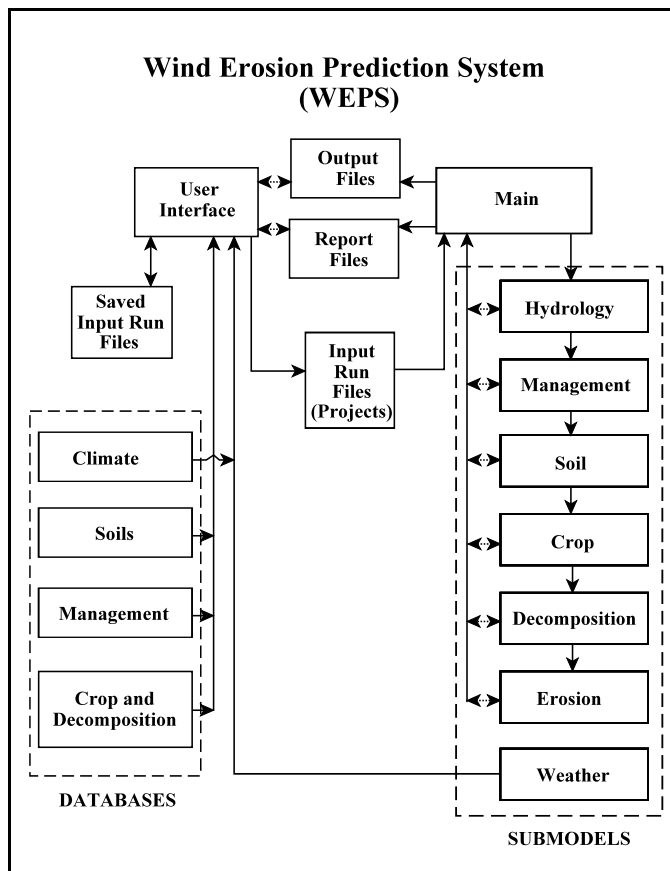 Wind Erosion Prediction System
(WEPS)
User
Interface
Output
Files
Main
Report
Files
Saved
Input Run
Files
Input
Run
Files
(Projects)
Hydrology
Management
Soil
Crop
Decomposition
Erosion
Weather
SUBMODELS
Climate
Soils
Management
Crop and
Decomposition
DATABASES